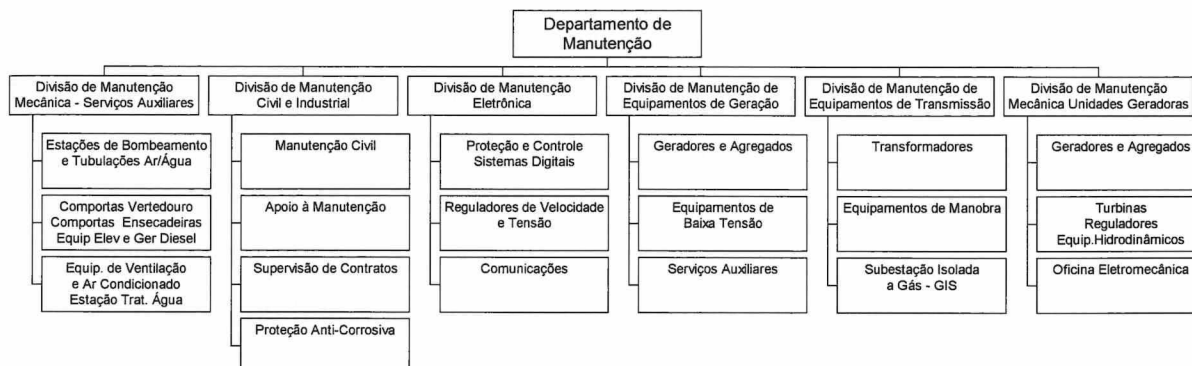 Departamento de
Manutenção
Divisão de Manutenção
Mecânica - Serviços Auxiliares
Estações de Bombeamento
e Tubulações Ar/Água
Comportas Vertedouro
Comportas Ensecadeiras
Equip Elev e Ger Diesel
Equip. de Ventilação
e Ar Condicionado
Estação Trat. Água
Divisão de Manutenção
Civil e Industrial
Manutenção Civil
Apoio à Manutenção
Supervisão de Contratos
Proteção Anti-Corrosiva
Divisão de Manutenção
Eletrônica
Proteção e Controle
Sistemas Digitais
Reguladores de Velocidade
e Tensão
Comunicações
Divisão de Manutenção de
Equipamentos de Geração
Geradores e Agregados
Equipamentos de
Baixa Tensão
Serviços Auxiliares
Divisão de Manutenção de
Equipamentos de Transmissão
Transformadores
Equipamentos de Manobra
Subestação Isolada
a Gás - GIS
Divisão de Manutenção
Mecânica Unidades Geradoras
Geradores e Agregados
Turbinas
Reguladores
Equip.Hidrodinâmicos
Oficina Eletromecânica